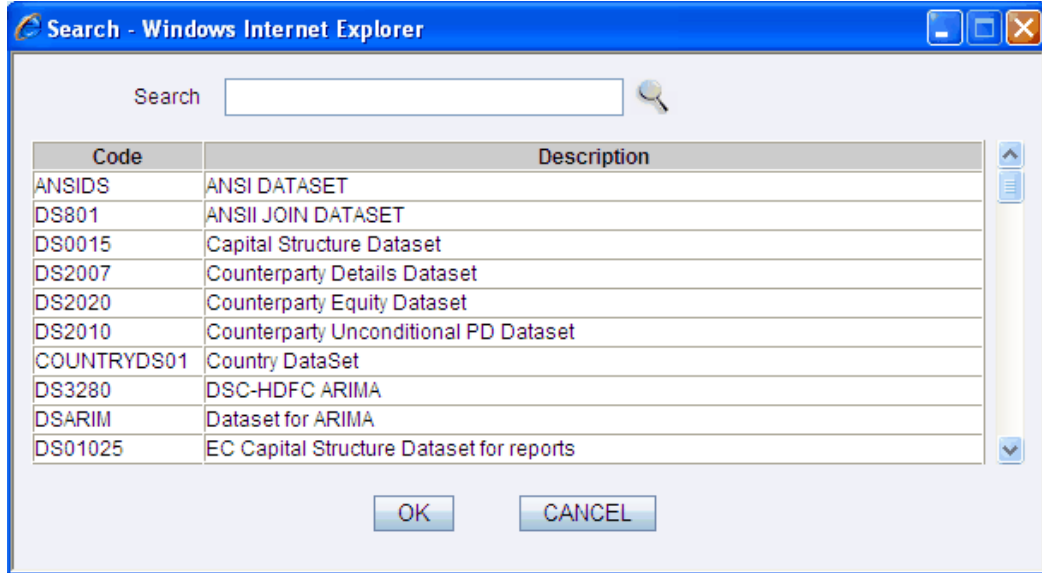 Search - Windows Internet Explorer
Search
Code Description
ANSIDS ANSI DATASET
DS801 ANSII JOIN DATASET
DS0015 Capital Structure Dataset
DS2007 Counterparty Details Dataset
DS2020 Counterparty Equity Dataset
DS2010 Counterparty Unconditional PD Dataset
COUNTRYDS01 Country DataSet
DS3280 DSC-HDFC ARIMA
DSARIM Dataset for ARIMA
DS01025 EC Capital Structure Dataset for reports
OK CANCEL